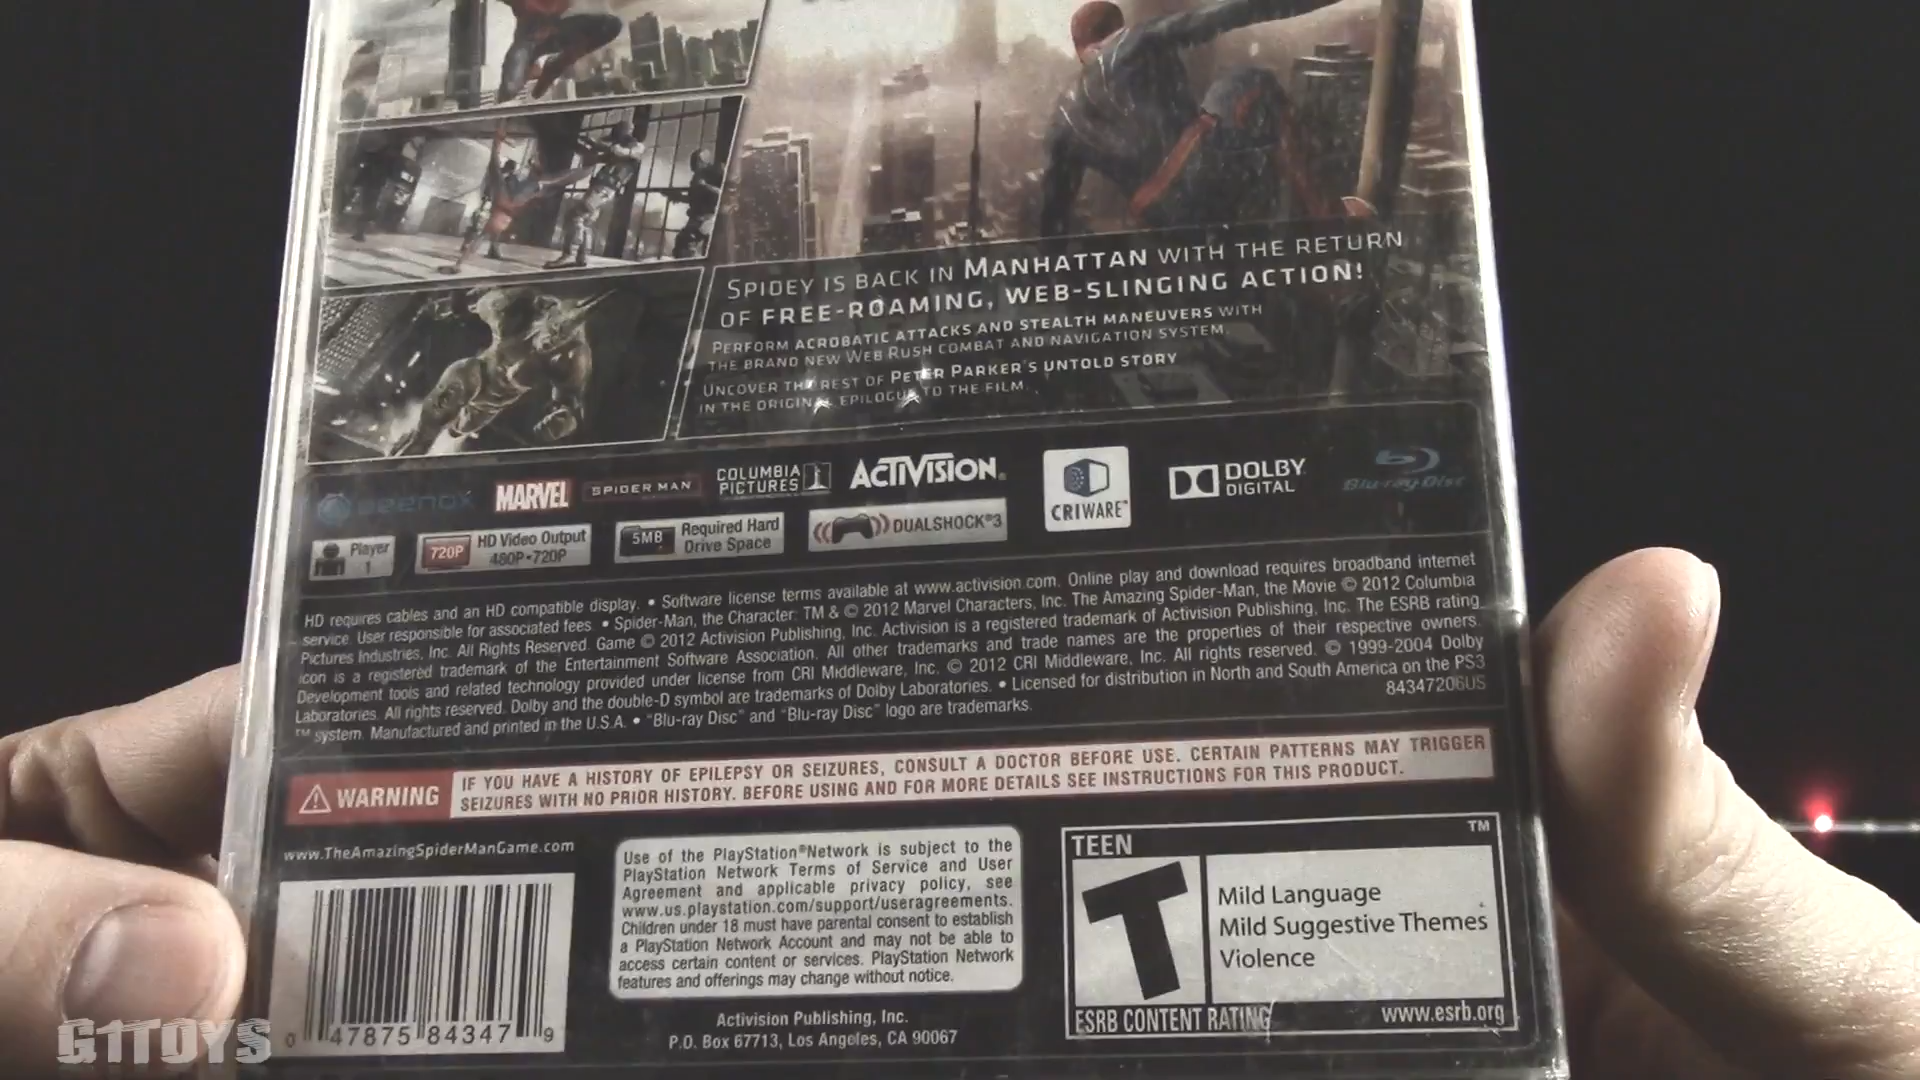 SPIDEY IS BACK IN MANHATTAN WITH THE RETURN
OF FREE-ROAMING, WEB-SLINGING ACTION!
PERFORM ACROBATIC ATTACKS AND STEALTH MANEUVERS WITH
THE BRAND NEW WEB RUSH COMBAT AND NAVIGATION SYSTEM.
UNCOVER THE REST OF PETER PARKER'S UNTOLD STORY
IN THE ORIGINAL EPILOGUE TO THE FILM.
beenox
MARVEL
SPIDER MAN
COLUMBIA
PICTURES
ACTIVISION.
CRIWARE™
DOLBY
DIGITAL
Blu-ray Disc
Player
1
720P
HD Video Output
480P•720P
5MB
Required Hard
Drive Space
DUALSHOCK®3
HD requires cables and an HD compatible display. • Software license terms available at www.activision.com. Online play and download requires broadband internet
service. User responsible for associated fees. • Spider-Man, the Character: TM & © 2012 Marvel Characters, Inc. The Amazing Spider-Man, the Movie © 2012 Columbia
Pictures Industries, Inc. All Rights Reserved. Game © 2012 Activision Publishing, Inc. Activision is a registered trademark of Activision Publishing, Inc. The ESRB rating
icon is a registered trademark of the Entertainment Software Association. All other trademarks and trade names are the properties of their respective owners.
Development tools and related technology provided under license from CRI Middleware, Inc. © 2012 CRI Middleware, Inc. All rights reserved. © 1999-2004 Dolby
Laboratories. All rights reserved. Dolby and the double-D symbol are trademarks of Dolby Laboratories. • Licensed for distribution in North and South America on the PS3
™ system. Manufactured and printed in the U.S.A. • "Blu-ray Disc" and "Blu-ray Disc" logo are trademarks.
84347206US
WARNING
IF YOU HAVE A HISTORY OF EPILEPSY OR SEIZURES, CONSULT A DOCTOR BEFORE USE. CERTAIN PATTERNS MAY TRIGGER
SEIZURES WITH NO PRIOR HISTORY. BEFORE USING AND FOR MORE DETAILS SEE INSTRUCTIONS FOR THIS PRODUCT.
www.TheAmazingSpiderManGame.com
0 47875 84347 9
Use of the PlayStation®Network is subject to the
PlayStation Network Terms of Service and User
Agreement and applicable privacy policy, see
www.us.playstation.com/support/useragreements.
Children under 18 must have parental consent to establish
a PlayStation Network Account and may not be able to
access certain content or services. PlayStation Network
features and offerings may change without notice.
Activision Publishing, Inc.
P.O. Box 67713, Los Angeles, CA 90067
TEEN
™
T
Mild Language
Mild Suggestive Themes
Violence
ESRB CONTENT RATING
www.esrb.org
G1TOYS